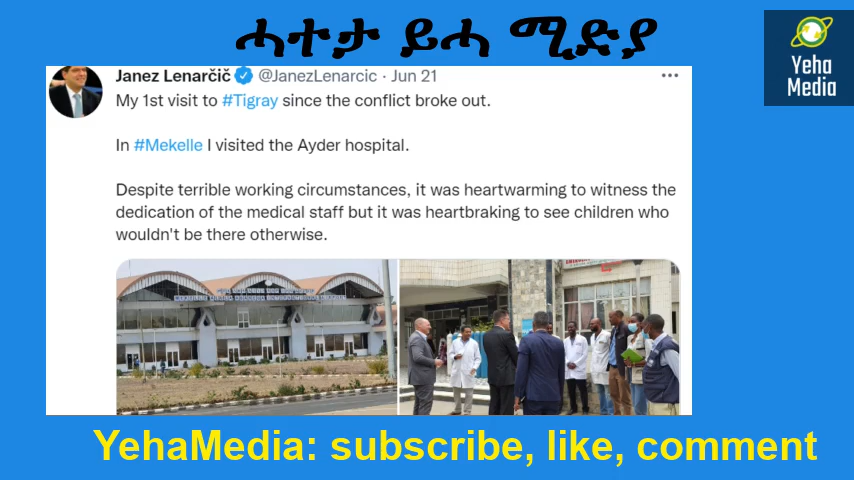 ሓተታ ይሓ ሚድያ
Yeha
Media
Janez Lenarčič @JanezLenarcic · Jun 21
My 1st visit to #Tigray since the conflict broke out.
In #Mekelle I visited the Ayder hospital.
Despite terrible working circumstances, it was heartwarming to witness the
dedication of the medical staff but it was heartbraking to see children who
wouldn't be there otherwise.
YehaMedia: subscribe, like, comment